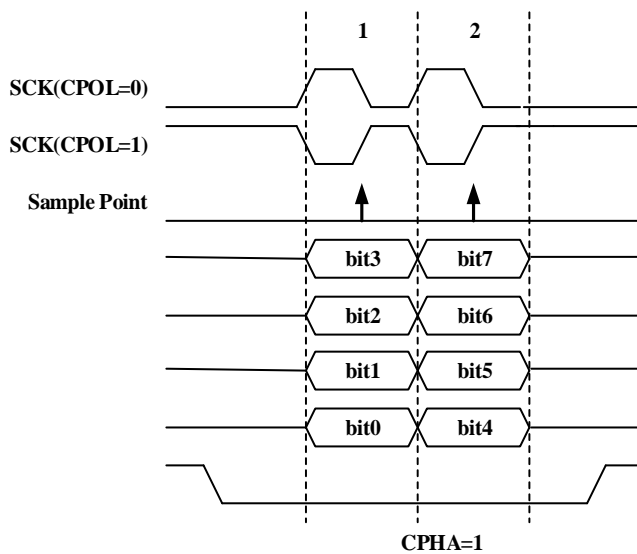 1 2
SCK(CPOL=0)
SCK(CPOL=1)
Sample Point
bit3 bit7
bit2 bit6
bit1 bit5
bit0 bit4
CPHA=1